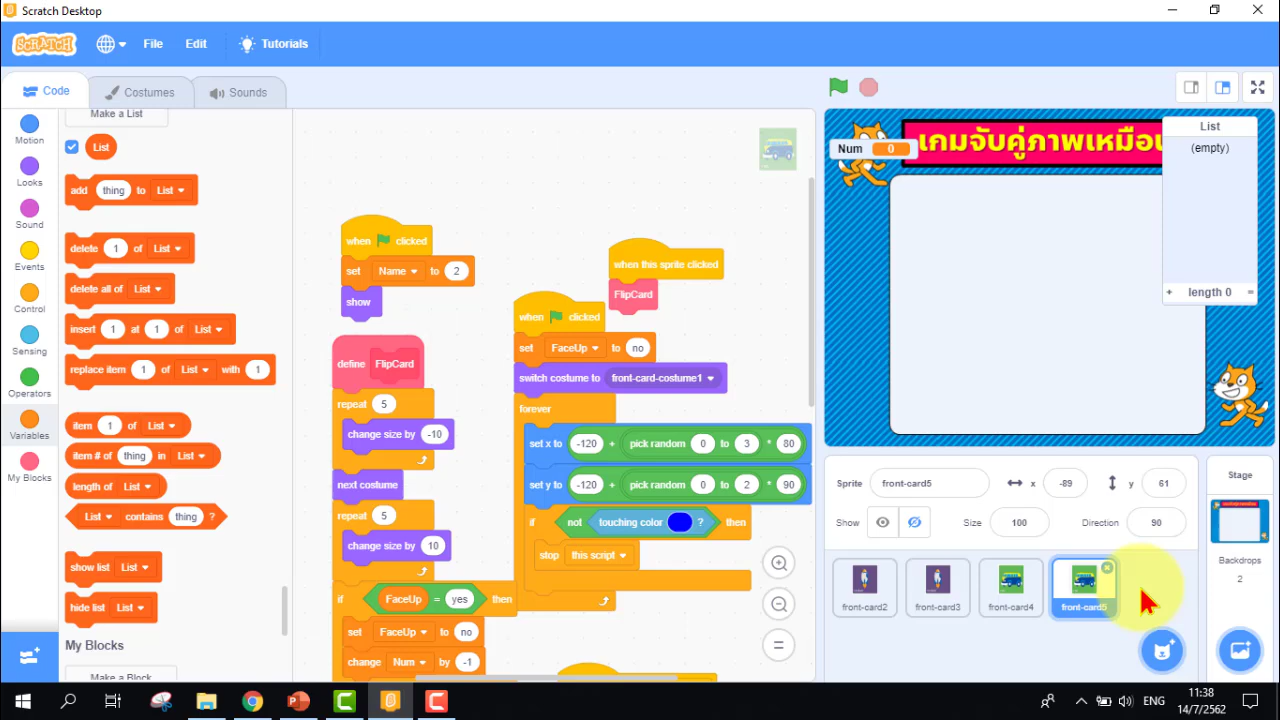 Scratch Desktop
SCRATCH
File
Edit
Tutorials
Code
Costumes
Sounds
Motion
Looks
Sound
Events
Control
Sensing
Operators
Variables
My Blocks
Make a List
List
add thing to List
delete 1 of List
delete all of List
insert 1 at 1 of List
replace item 1 of List with 1
item 1 of List
item # of thing in List
length of List
List contains thing ?
show list List
hide list List
My Blocks
Make a Block
when clicked
set Name to 2
show
define FlipCard
repeat 5
change size by -10
next costume
repeat 5
change size by 10
if FaceUp = yes then
set FaceUp to no
change Num by -1
when this sprite clicked
FlipCard
when clicked
set FaceUp to no
switch costume to front-card-costume1
forever
set x to -120 + pick random 0 to 3 * 80
set y to -120 + pick random 0 to 2 * 90
if not touching color ? then
stop this script
เกมจับคู่ภาพเหมือน
Num 0
List
(empty)
+ length 0 =
Sprite front-card5 x -89 y 61
Show Size 100 Direction 90
front-card2
front-card3
front-card4
front-card5
Stage
Backdrops
2
ENG
11:38
14/7/2562